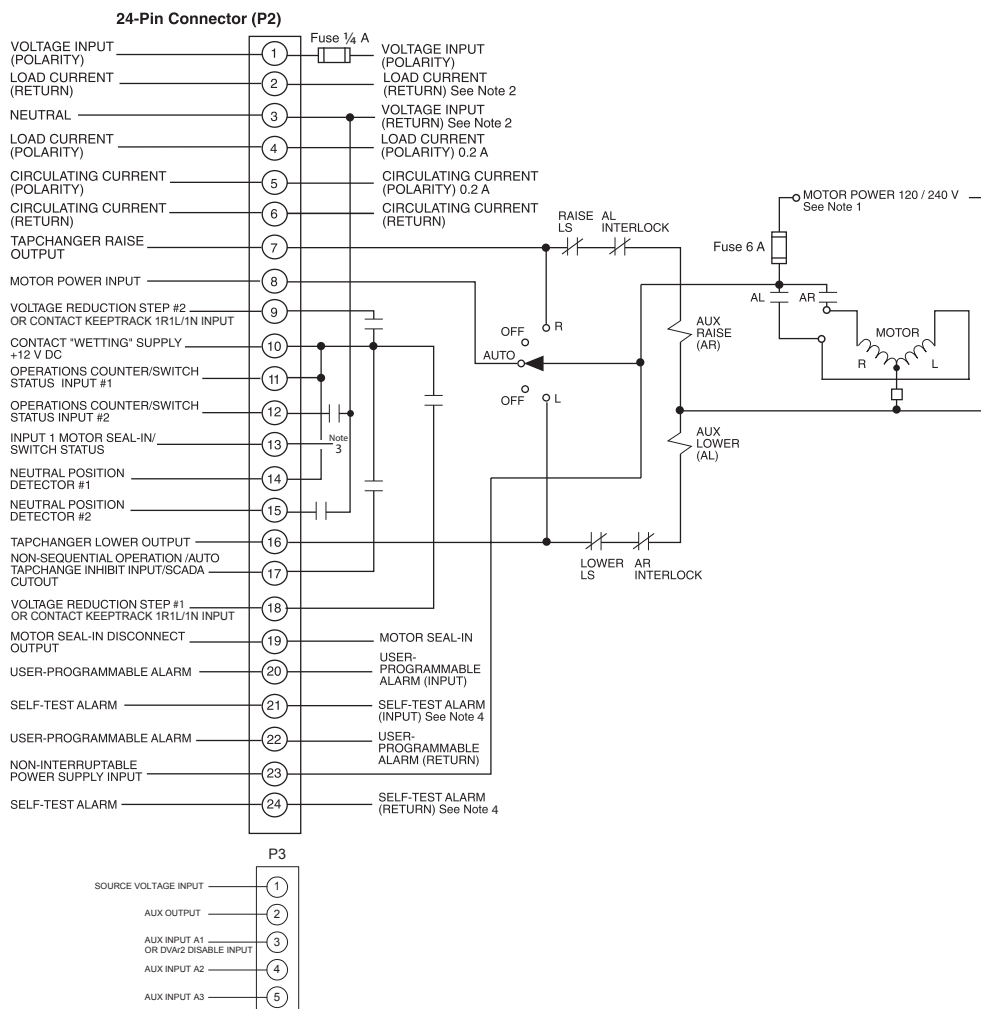 24-Pin Connector (P2)
VOLTAGE INPUT
(POLARITY)
1
Fuse ¼ A
VOLTAGE INPUT
(POLARITY)
LOAD CURRENT
(RETURN)
2
LOAD CURRENT
(RETURN) See Note 2
NEUTRAL
3
VOLTAGE INPUT
(RETURN) See Note 2
LOAD CURRENT
(POLARITY)
4
LOAD CURRENT
(POLARITY) 0.2 A
CIRCULATING CURRENT
(POLARITY)
5
CIRCULATING CURRENT
(POLARITY) 0.2 A
CIRCULATING CURRENT
(RETURN)
6
CIRCULATING CURRENT
(RETURN)
TAPCHANGER RAISE
OUTPUT
7
MOTOR POWER INPUT
8
VOLTAGE REDUCTION STEP #2
OR CONTACT KEEPTRACK 1R1L/1N INPUT
9
CONTACT "WETTING" SUPPLY
+12 V DC
10
OPERATIONS COUNTER/SWITCH
STATUS INPUT #1
11
OPERATIONS COUNTER/SWITCH
STATUS INPUT #2
12
INPUT 1 MOTOR SEAL-IN/
SWITCH STATUS
13
Note
3
NEUTRAL POSITION
DETECTOR #1
14
NEUTRAL POSITION
DETECTOR #2
15
TAPCHANGER LOWER OUTPUT
16
NON-SEQUENTIAL OPERATION /AUTO
TAPCHANGE INHIBIT INPUT/SCADA
CUTOUT
17
VOLTAGE REDUCTION STEP #1
OR CONTACT KEEPTRACK 1R1L/1N INPUT
18
MOTOR SEAL-IN DISCONNECT
OUTPUT
19
MOTOR SEAL-IN
USER-PROGRAMMABLE ALARM
20
USER-
PROGRAMMABLE
ALARM (INPUT)
SELF-TEST ALARM
21
SELF-TEST ALARM
(INPUT) See Note 4
USER-PROGRAMMABLE ALARM
22
USER-
PROGRAMMABLE
ALARM (RETURN)
NON-INTERRUPTABLE
POWER SUPPLY INPUT
23
SELF-TEST ALARM
24
SELF-TEST ALARM
(RETURN) See Note 4
RAISE
LS
AL
INTERLOCK
OFF
R
AUTO
OFF
L
AUX
RAISE
(AR)
AUX
LOWER
(AL)
LOWER
LS
AR
INTERLOCK
MOTOR POWER 120 / 240 V
See Note 1
Fuse 6 A
AL
AR
MOTOR
R
L
P3
SOURCE VOLTAGE INPUT
1
AUX OUTPUT
2
AUX INPUT A1
OR DVAr2 DISABLE INPUT
3
AUX INPUT A2
4
AUX INPUT A3
5